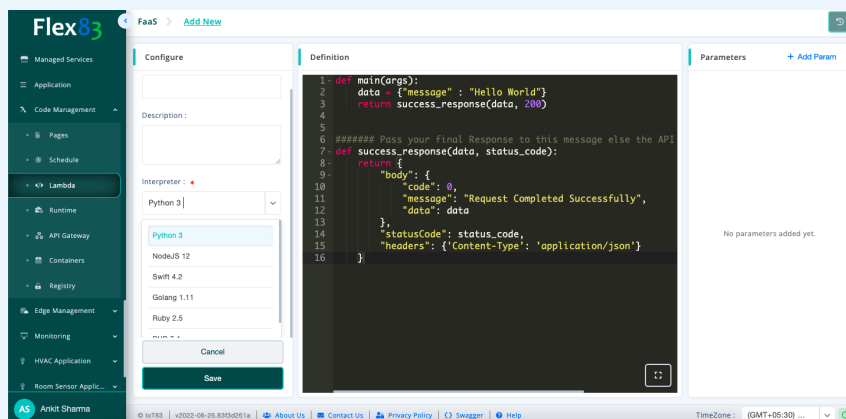 Flex83
Managed Services
Application
Code Management
Pages
Schedule
</> Lambda
Runtime
API Gateway
Containers
Registry
Edge Management
Monitoring
HVAC Application
Room Sensor Applic...
AS Ankit Sharma
FaaS Add New
Configure
Description :
Interpreter : *
Python 3
Python 3
NodeJS 12
Swift 4.2
Golang 1.11
Ruby 2.5
Cancel
Save
Definition
1 def main(args):
2 data = {"message" : "Hello World"}
3 return success_response(data, 200)
4
5
6 ####### Pass your final Response to this message else the API
7 def success_response(data, status_code):
8 return {
9 "body": {
10 "code": 0,
11 "message": "Request Completed Successfully",
12 "data": data
13 },
14 "statusCode": status_code,
15 "headers": {'Content-Type': 'application/json'}
16 }
Parameters + Add Param
No parameters added yet.
© IoT83 | v2022-06-26.83f3d261a | About Us | Contact Us | Privacy Policy | {} Swagger | Help
TimeZone : (GMT+05:30) ...